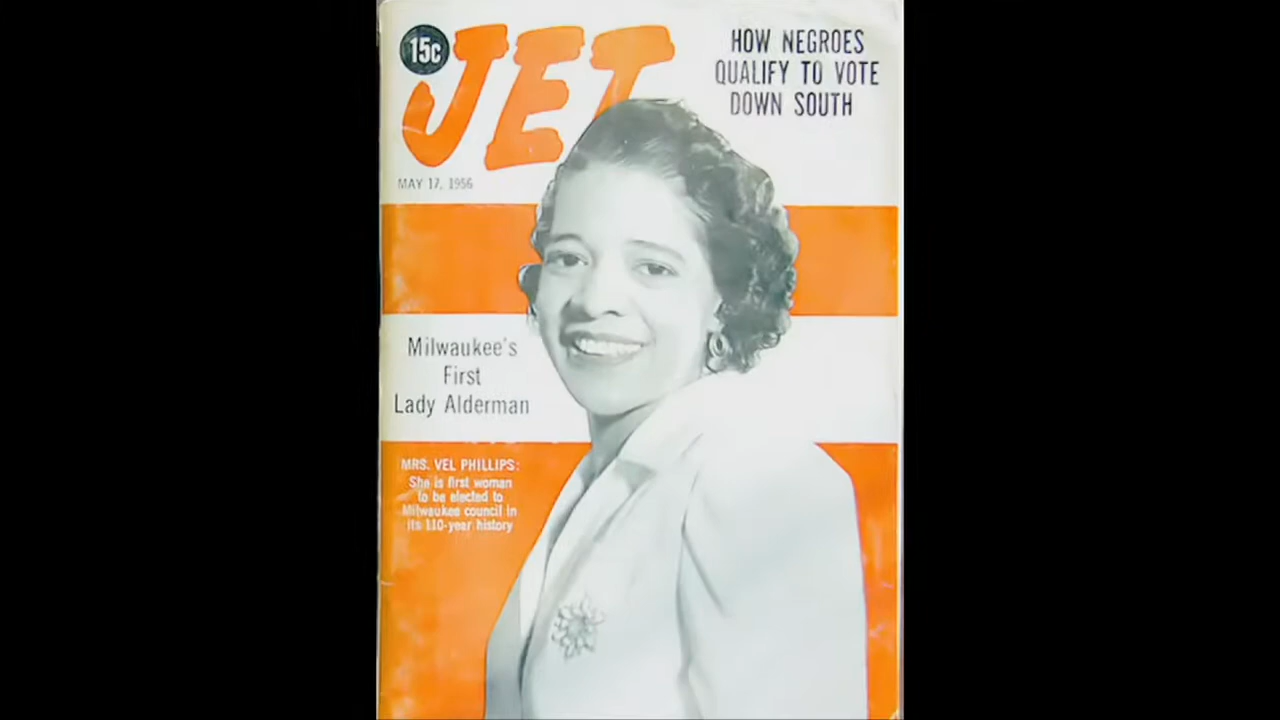 15c
JET
HOW NEGROES
QUALIFY TO VOTE
DOWN SOUTH
MAY 17, 1956
Milwaukee's
First
Lady Alderman
MRS. VEL PHILLIPS:
She is first woman
to be elected to
Milwaukee council in
its 110-year history